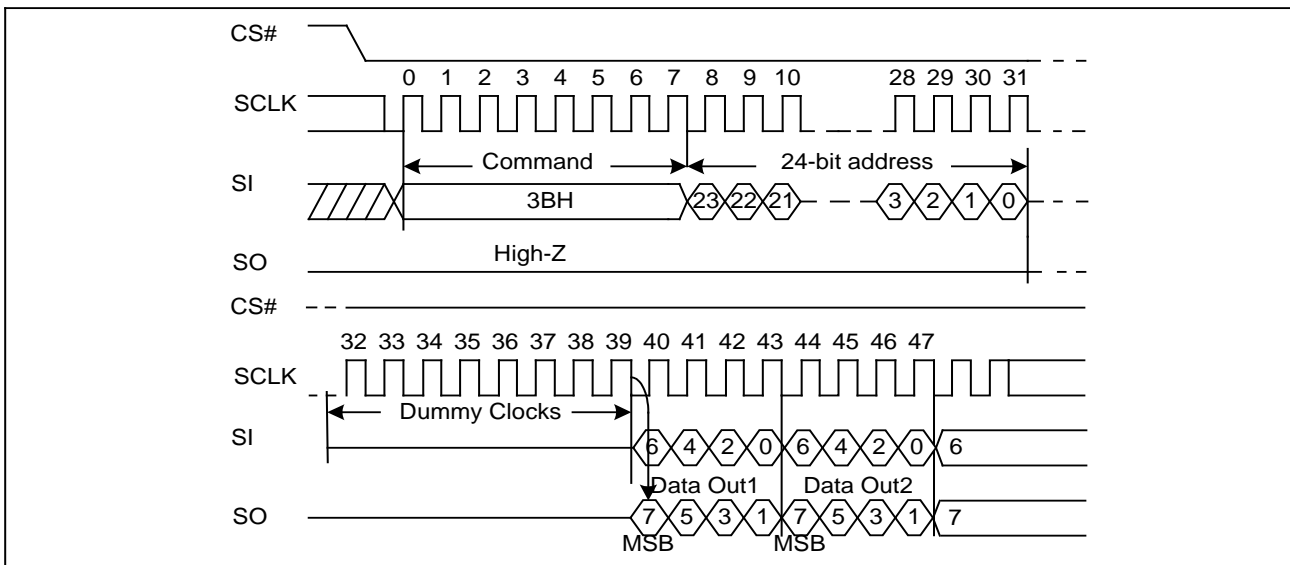 CS#
0 1 2 3 4 5 6 7 8 9 10 28 29 30 31
SCLK
Command 24-bit address
SI
3BH 23 22 21 3 2 1 0
High-Z
SO
CS#
32 33 34 35 36 37 38 39 40 41 42 43 44 45 46 47
SCLK
Dummy Clocks
SI
6 4 2 0 6 4 2 0 6
Data Out1 Data Out2
SO
7 5 3 1 7 5 3 1 7
MSB MSB